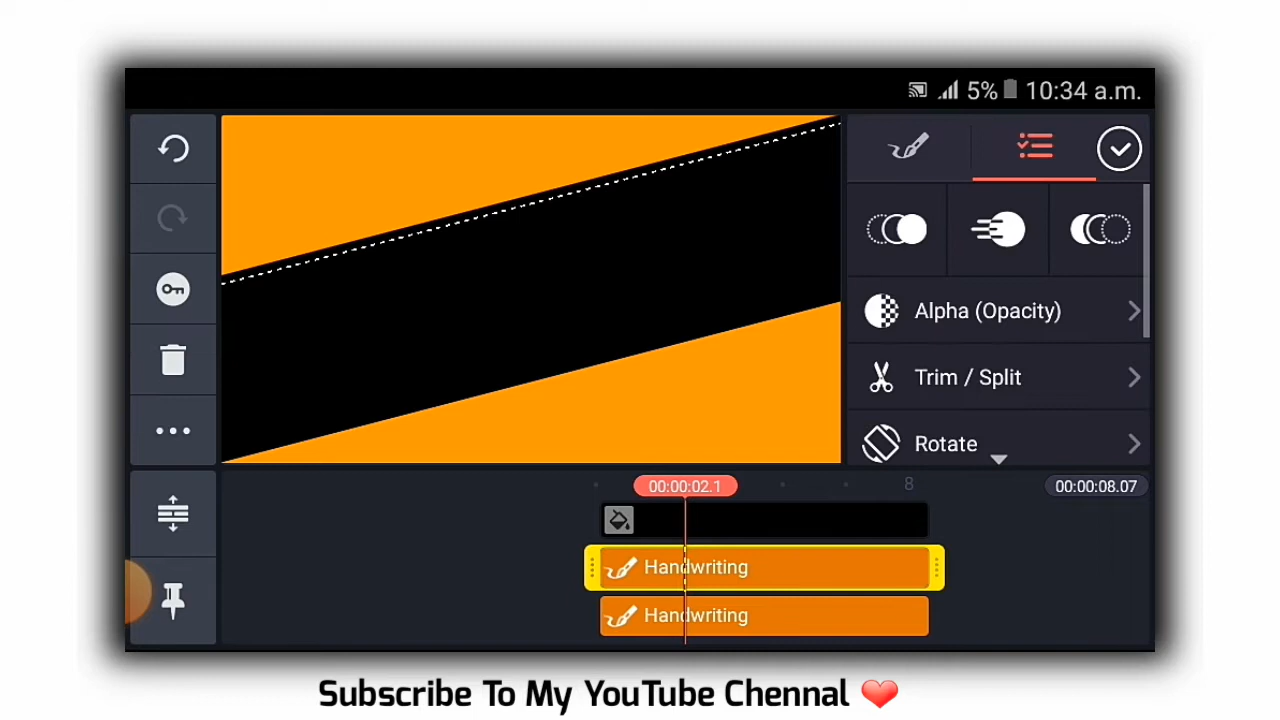 5% 10:34 a.m.
Alpha (Opacity)
Trim / Split
Rotate
00:00:02.1
8
00:00:08.07
Handwriting
Handwriting
Subscribe To My YouTube Chennal ❤